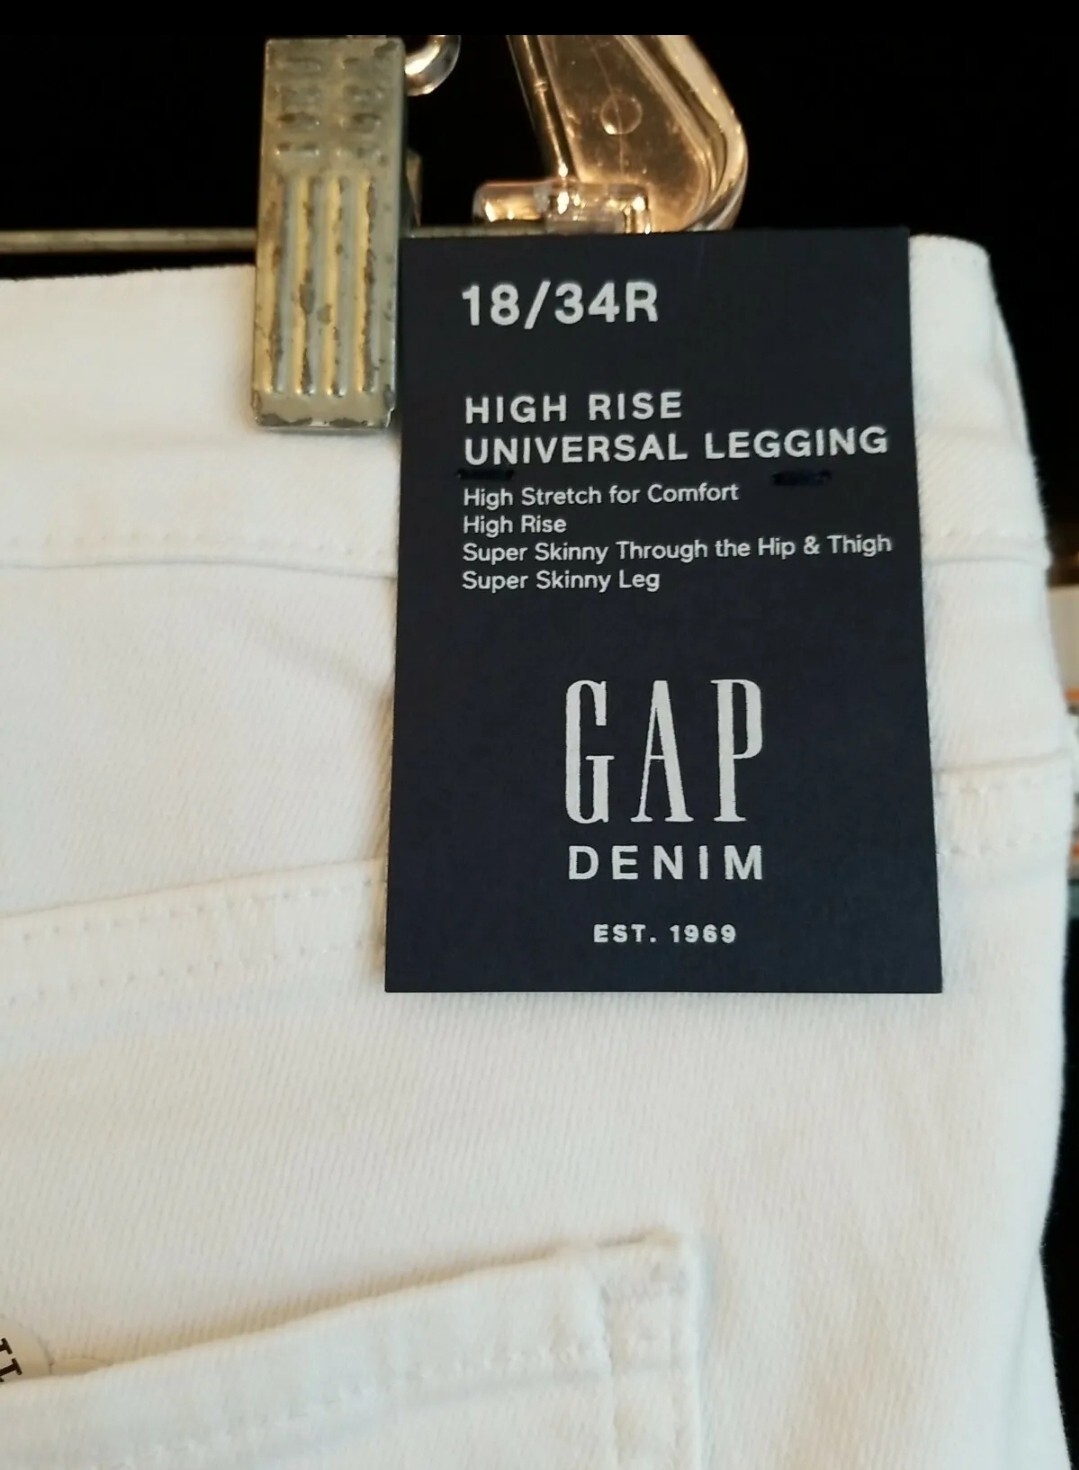 18/34R
HIGH RISE
UNIVERSAL LEGGING
High Stretch for Comfort
High Rise
Super Skinny Through the Hip & Thigh
Super Skinny Leg
GAP
DENIM
EST. 1969